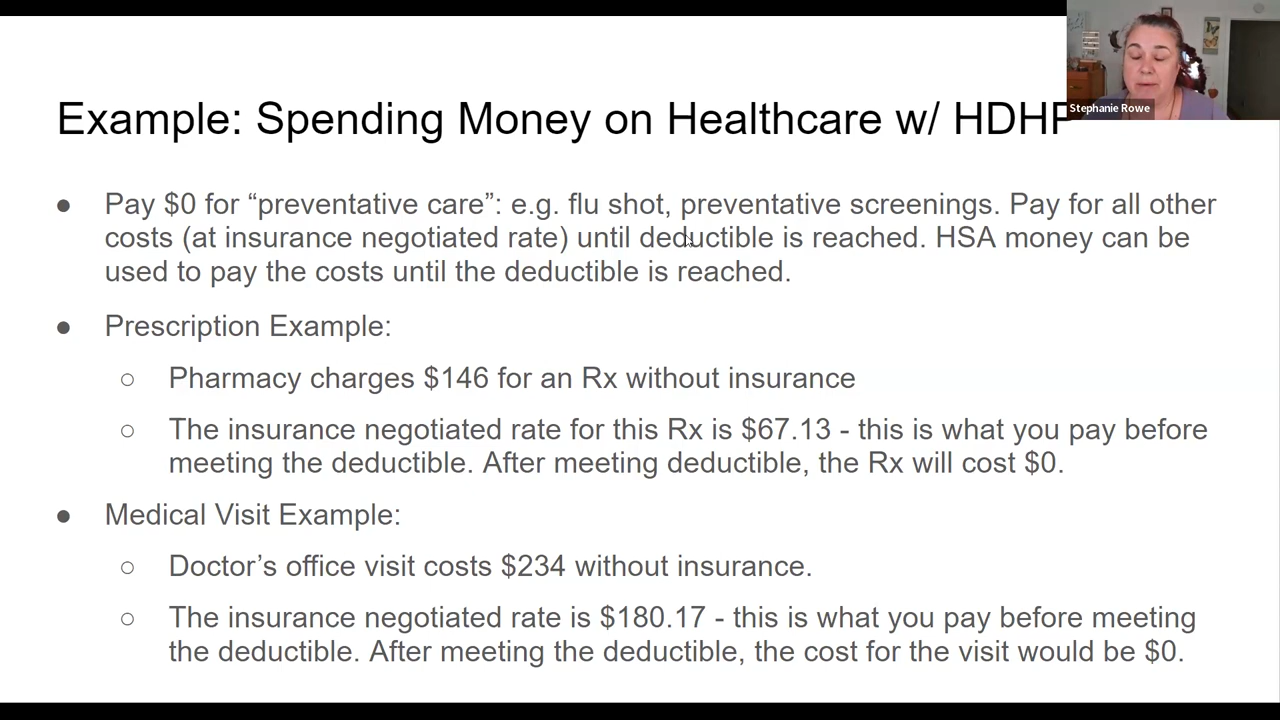 Stephanie Rowe
Example: Spending Money on Healthcare w/ HDHP
● Pay $0 for “preventative care”: e.g. flu shot, preventative screenings. Pay for all other
costs (at insurance negotiated rate) until deductible is reached. HSA money can be
used to pay the costs until the deductible is reached.
● Prescription Example:
○ Pharmacy charges $146 for an Rx without insurance
○ The insurance negotiated rate for this Rx is $67.13 - this is what you pay before
meeting the deductible. After meeting deductible, the Rx will cost $0.
● Medical Visit Example:
○ Doctor’s office visit costs $234 without insurance.
○ The insurance negotiated rate is $180.17 - this is what you pay before meeting
the deductible. After meeting the deductible, the cost for the visit would be $0.